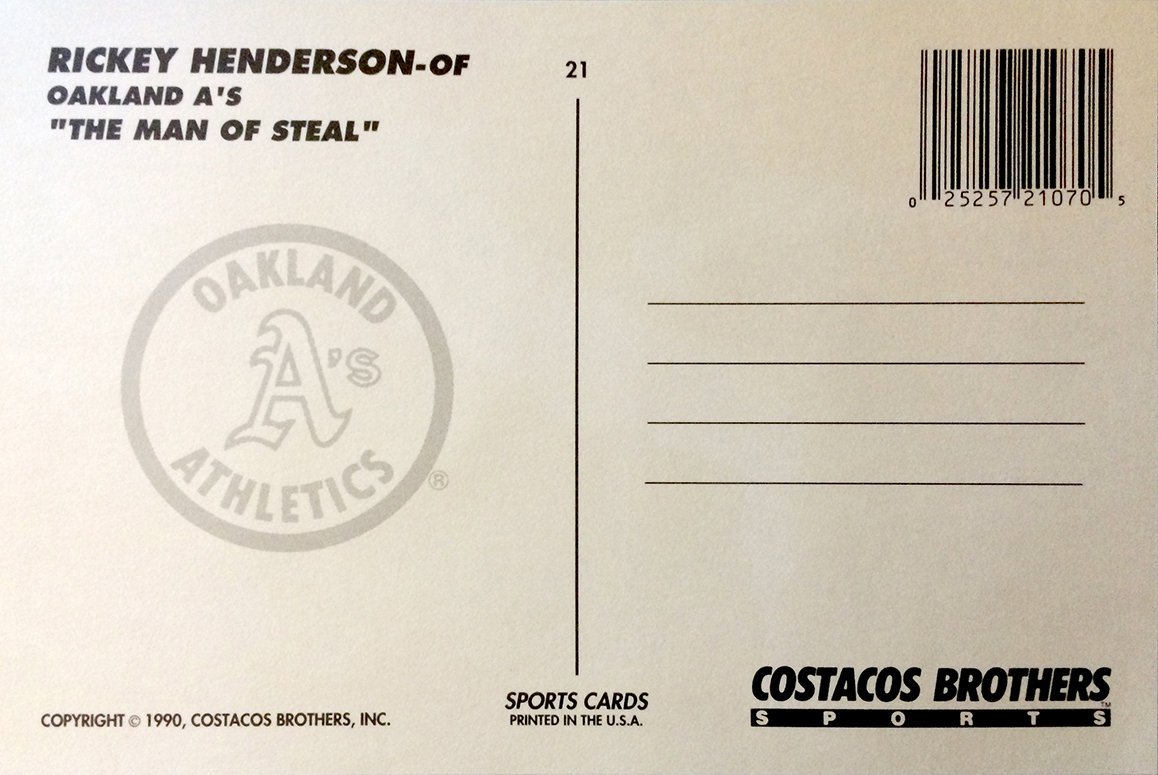 RICKEY HENDERSON-OF
OAKLAND A'S
"THE MAN OF STEAL"
21
0 25257 21070 5
OAKLAND
A's
ATHLETICS
®
COPYRIGHT © 1990, COSTACOS BROTHERS, INC.
SPORTS CARDS
PRINTED IN THE U.S.A.
COSTACOS BROTHERS
SPORTS™